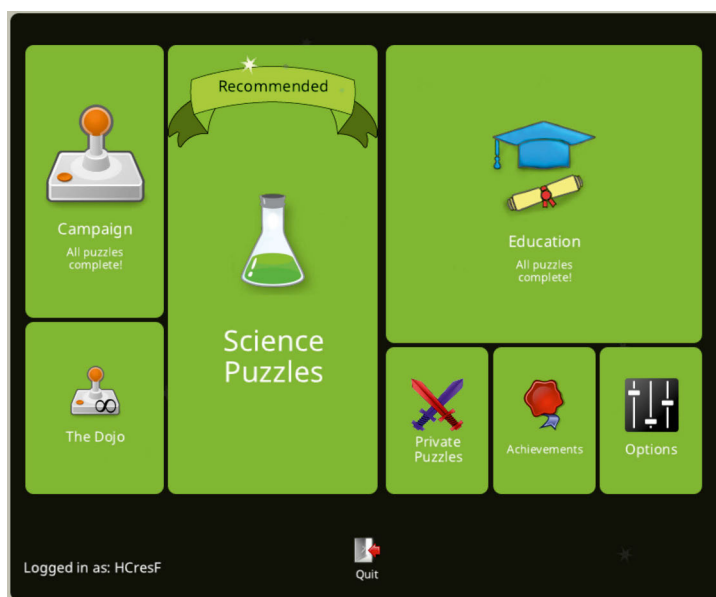 Recommended
Campaign
All puzzles
complete!
Science
Puzzles
Education
All puzzles
complete!
The Dojo
Private
Puzzles
Achievements
Options
Logged in as: HCresF
Quit